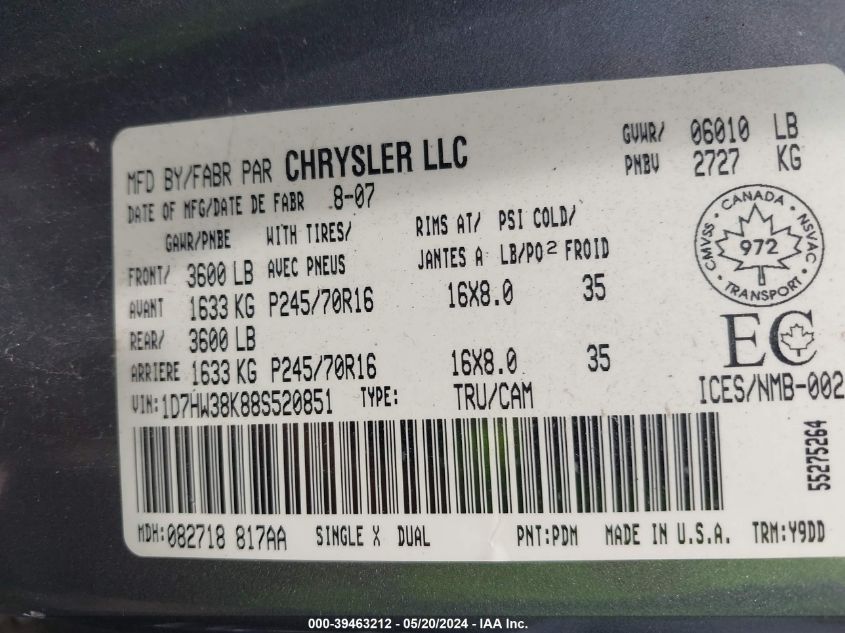 MFD BY/FABR PAR CHRYSLER LLC
GVWR/ 06010 LB
PNBV 2727 KG
DATE OF MFG/DATE DE FABR 8-07
GAWR/PNBE WITH TIRES/ RIMS AT/ PSI COLD/
FRONT/ 3600 LB AVEC PNEUS JANTES A LB/PO2 FROID
AVANT 1633 KG P245/70R16 16X8.0 35
REAR/ 3600 LB
ARRIERE 1633 KG P245/70R16 16X8.0 35
CANADA
CMVSS 972 NSVAC
TRANSPORT
EC
ICES/NMB-002
VIN:1D7HW38K88S520851 TYPE: TRU/CAM
55275264
MDH:082718 817AA SINGLE X DUAL PNT:PDM MADE IN U.S.A. TRM:Y9DD
000-39463212 - 05/20/2024 - IAA Inc.